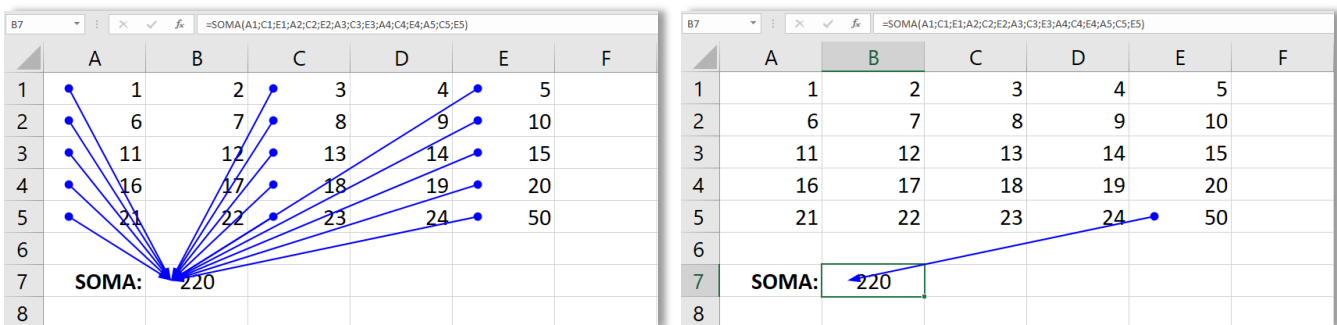 B7 fx =SOMA(A1;C1;E1;A2;C2;E2;A3;C3;E3;A4;C4;E4;A5;C5;E5)
A B C D E F
1 1 2 3 4 5
2 6 7 8 9 10
3 11 12 13 14 15
4 16 17 18 19 20
5 21 22 23 24 50
6
7 SOMA: 220
8
B7 fx =SOMA(A1;C1;E1;A2;C2;E2;A3;C3;E3;A4;C4;E4;A5;C5;E5)
A B C D E F
1 1 2 3 4 5
2 6 7 8 9 10
3 11 12 13 14 15
4 16 17 18 19 20
5 21 22 23 24 50
6
7 SOMA: 220
8